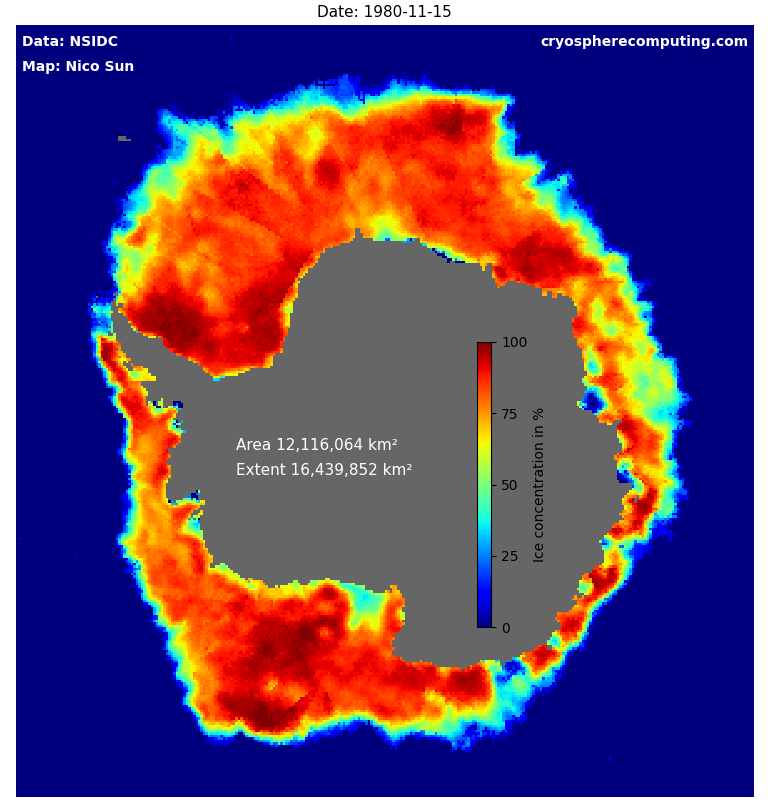 Date: 1980-11-15
Data: NSIDC
cryospherecomputing.com
Map: Nico Sun
100
75
50
25
0
Ice concentration in %
Area 12,116,064 km²
Extent 16,439,852 km²